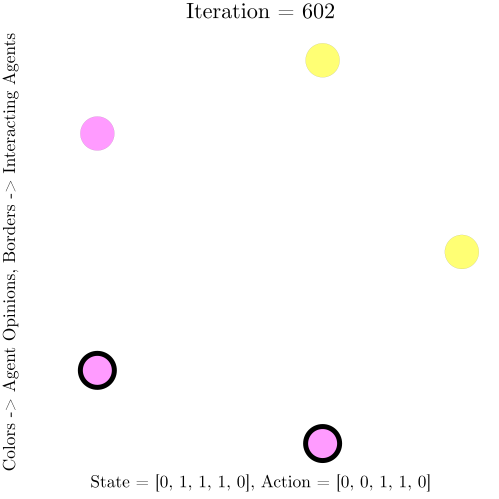 Iteration = 602
Colors -> Agent Opinions, Borders -> Interacting Agents
State = [0, 1, 1, 1, 0], Action = [0, 0, 1, 1, 0]